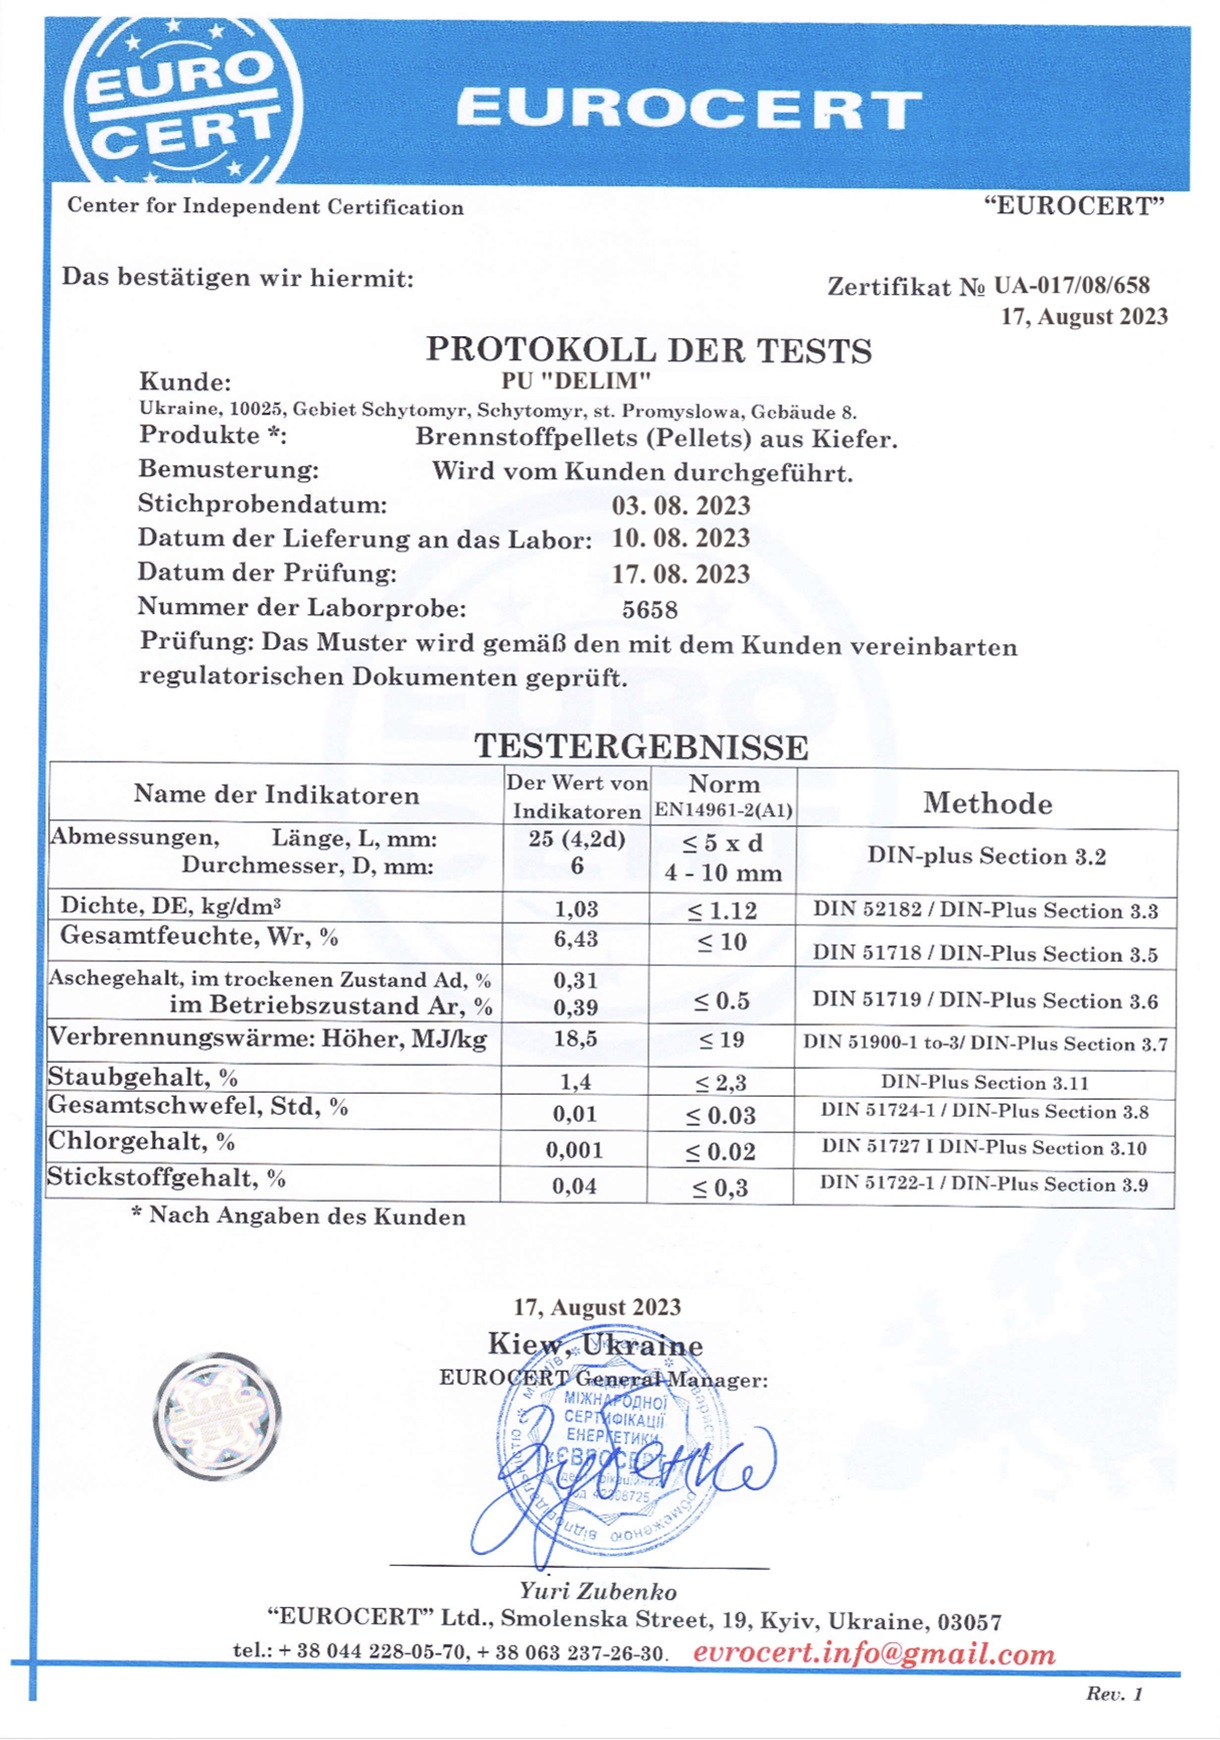 EURO
CERT
EUROCERT
Center for Independent Certification
“EUROCERT”
Das bestätigen wir hiermit:
Zertifikat № UA-017/08/658
17, August 2023
PROTOKOLL DER TESTS
Kunde: PU "DELIM"
Ukraine, 10025, Gebiet Schytomyr, Schytomyr, st. Promyslowa, Gebäude 8.
Produkte *: Brennstoffpellets (Pellets) aus Kiefer.
Bemusterung: Wird vom Kunden durchgeführt.
Stichprobendatum: 03. 08. 2023
Datum der Lieferung an das Labor: 10. 08. 2023
Datum der Prüfung: 17. 08. 2023
Nummer der Laborprobe: 5658
Prüfung: Das Muster wird gemäß den mit dem Kunden vereinbarten
regulatorischen Dokumenten geprüft.
TESTERGEBNISSE
Name der Indikatoren Der Wert von Indikatoren Norm EN14961-2(A1) Methode
Abmessungen, Länge, L, mm: 25 (4,2d) ≤ 5 x d DIN-plus Section 3.2
Durchmesser, D, mm: 6 4 - 10 mm
Dichte, DE, kg/dm³ 1,03 ≤ 1.12 DIN 52182 / DIN-Plus Section 3.3
Gesamtfeuchte, Wr, % 6,43 ≤ 10 DIN 51718 / DIN-Plus Section 3.5
Aschegehalt, im trockenen Zustand Ad, % 0,31
im Betriebszustand Ar, % 0,39 ≤ 0.5 DIN 51719 / DIN-Plus Section 3.6
Verbrennungswärme: Höher, MJ/kg 18,5 ≤ 19 DIN 51900-1 to-3/ DIN-Plus Section 3.7
Staubgehalt, % 1,4 ≤ 2,3 DIN-Plus Section 3.11
Gesamtschwefel, Std, % 0,01 ≤ 0.03 DIN 51724-1 / DIN-Plus Section 3.8
Chlorgehalt, % 0,001 ≤ 0.02 DIN 51727 I DIN-Plus Section 3.10
Stickstoffgehalt, % 0,04 ≤ 0,3 DIN 51722-1 / DIN-Plus Section 3.9
* Nach Angaben des Kunden
17, August 2023
Kiew, Ukraine
EUROCERT General Manager:
МІЖНАРОДНОЇ
СЕРТИФІКАЦІЇ
ЕНЕРГЕТИКИ
«ЄВРОСЕРТ»
EURO
CERT
Yuri Zubenko
“EUROCERT” Ltd., Smolenska Street, 19, Kyiv, Ukraine, 03057
tel.: + 38 044 228-05-70, + 38 063 237-26-30. eurocert.info@gmail.com
Rev. 1